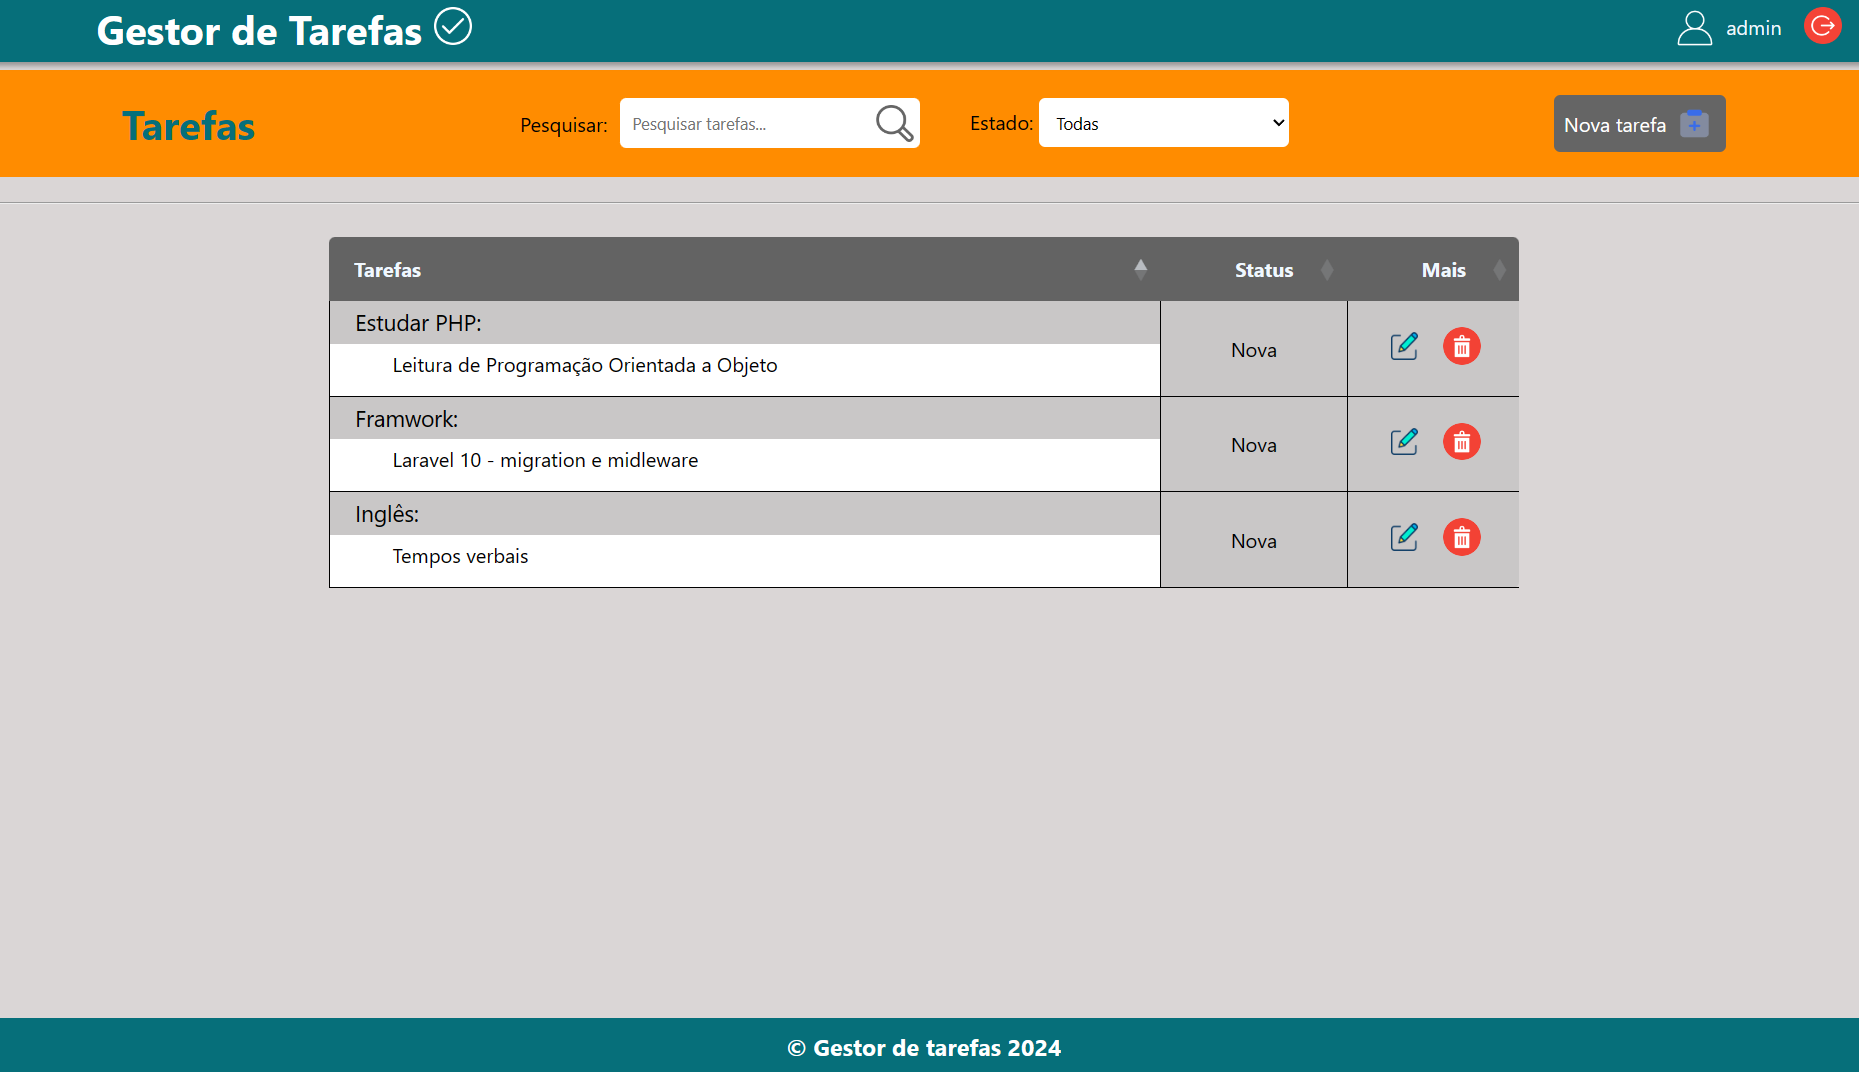 Gestor de Tarefas
admin
Tarefas
Pesquisar:
Pesquisar tarefas...
Estado:
Todas
Nova tarefa
Tarefas
Status
Mais
Estudar PHP:
Leitura de Programação Orientada a Objeto
Nova
Framwork:
Laravel 10 - migration e midleware
Nova
Inglês:
Tempos verbais
Nova
© Gestor de tarefas 2024